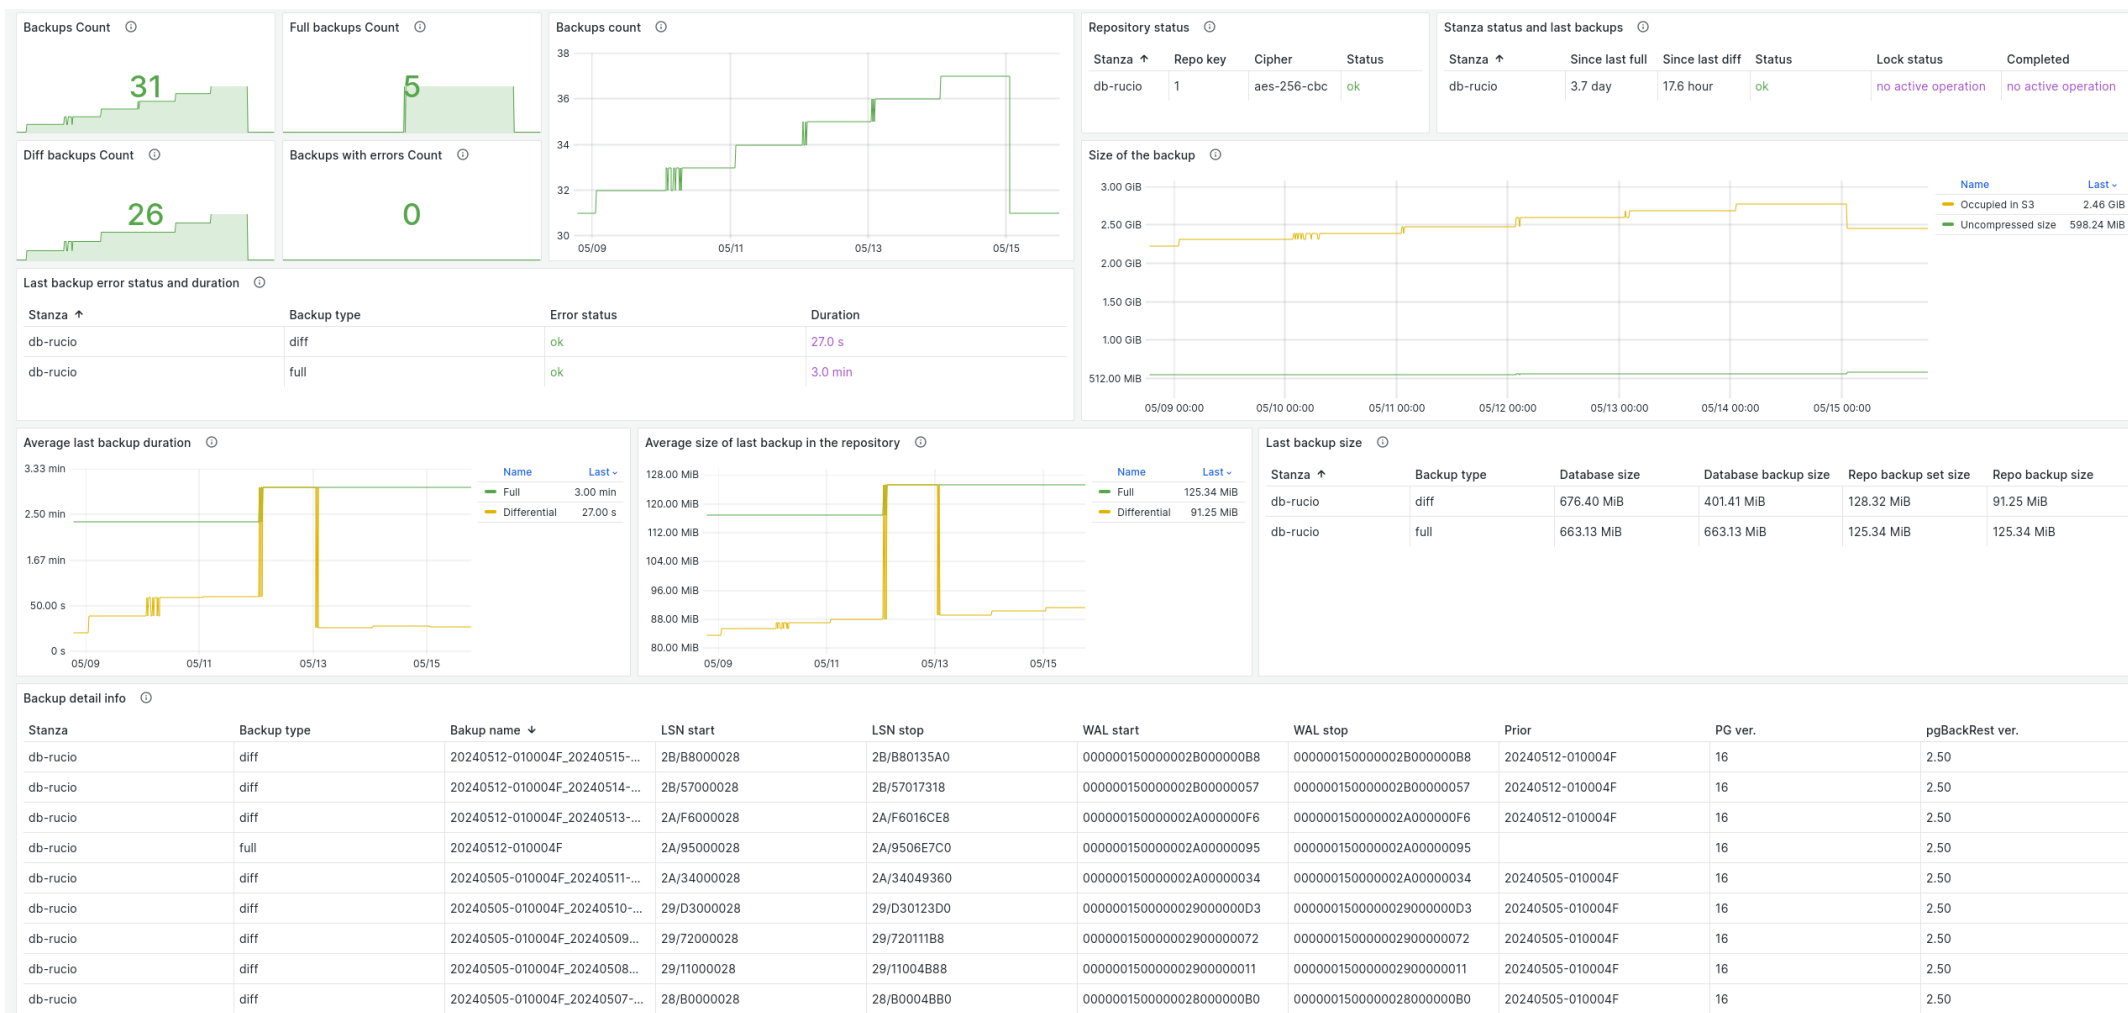 Backups Count
31
Full backups Count
5
Backups count
38
36
34
32
30
05/09 05/11 05/13 05/15
Repository status
Stanza Repo key Cipher Status
db-rucio 1 aes-256-cbc ok
Stanza status and last backups
Stanza Since last full Since last diff Status Lock status Completed
db-rucio 3.7 day 17.6 hour ok no active operation no active operation
Diff backups Count
26
Backups with errors Count
0
Size of the backup
3.00 GiB
2.50 GiB
2.00 GiB
1.50 GiB
1.00 GiB
512.00 MiB
05/09 00:00 05/10 00:00 05/11 00:00 05/12 00:00 05/13 00:00 05/14 00:00 05/15 00:00
Name Last
Occupied in S3 2.46 GiB
Uncompressed size 598.24 MiB
Last backup error status and duration
Stanza Backup type Error status Duration
db-rucio diff ok 27.0 s
db-rucio full ok 3.0 min
Average last backup duration
3.33 min
2.50 min
1.67 min
50.00 s
0 s
05/09 05/11 05/13 05/15
Name Last
Full 3.00 min
Differential 27.00 s
Average size of last backup in the repository
128.00 MiB
120.00 MiB
112.00 MiB
104.00 MiB
96.00 MiB
88.00 MiB
80.00 MiB
05/09 05/11 05/13 05/15
Name Last
Full 125.34 MiB
Differential 91.25 MiB
Last backup size
Stanza Backup type Database size Database backup size Repo backup set size Repo backup size
db-rucio diff 676.40 MiB 401.41 MiB 128.32 MiB 91.25 MiB
db-rucio full 663.13 MiB 663.13 MiB 125.34 MiB 125.34 MiB
Backup detail info
Stanza Backup type Bakup name LSN start LSN stop WAL start WAL stop Prior PG ver. pgBackRest ver.
db-rucio diff 20240512-010004F_20240515-... 2B/B8000028 2B/B80135A0 000000150000002B000000B8 000000150000002B000000B8 20240512-010004F 16 2.50
db-rucio diff 20240512-010004F_20240514-... 2B/57000028 2B/57017318 000000150000002B00000057 000000150000002B00000057 20240512-010004F 16 2.50
db-rucio diff 20240512-010004F_20240513-... 2A/F6000028 2A/F6016CE8 000000150000002A000000F6 000000150000002A000000F6 20240512-010004F 16 2.50
db-rucio full 20240512-010004F 2A/95000028 2A/9506E7C0 000000150000002A00000095 000000150000002A00000095 16 2.50
db-rucio diff 20240505-010004F_20240511-... 2A/34000028 2A/34049360 000000150000002A00000034 000000150000002A00000034 20240505-010004F 16 2.50
db-rucio diff 20240505-010004F_20240510-... 29/D3000028 29/D30123D0 0000001500000029000000D3 0000001500000029000000D3 20240505-010004F 16 2.50
db-rucio diff 20240505-010004F_20240509... 29/72000028 29/720111B8 000000150000002900000072 000000150000002900000072 20240505-010004F 16 2.50
db-rucio diff 20240505-010004F_20240508... 29/11000028 29/11004B88 000000150000002900000011 000000150000002900000011 20240505-010004F 16 2.50
db-rucio diff 20240505-010004F_20240507-... 28/B0000028 28/B0004BB0 0000001500000028000000B0 0000001500000028000000B0 20240505-010004F 16 2.50